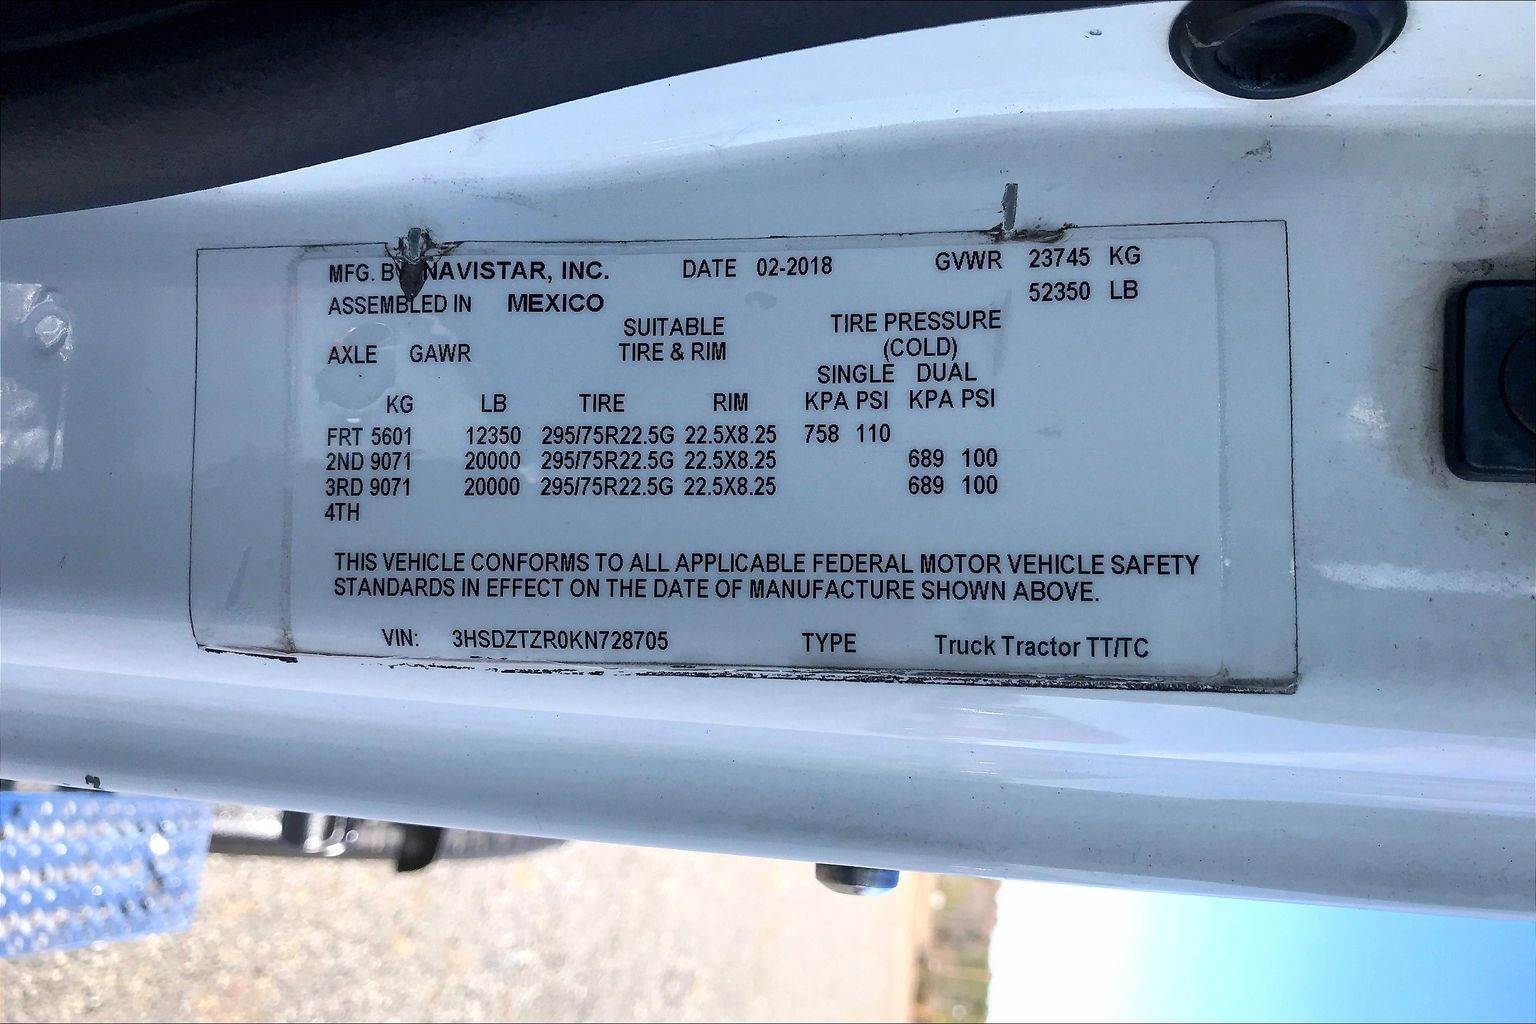 MFG. BY NAVISTAR, INC. DATE 02-2018 GVWR 23745 KG
ASSEMBLED IN MEXICO 52350 LB
SUITABLE TIRE PRESSURE
AXLE GAWR TIRE & RIM (COLD)
SINGLE DUAL
KG LB TIRE RIM KPA PSI KPA PSI
FRT 5601 12350 295/75R22.5G 22.5X8.25 758 110
2ND 9071 20000 295/75R22.5G 22.5X8.25 689 100
3RD 9071 20000 295/75R22.5G 22.5X8.25 689 100
4TH
THIS VEHICLE CONFORMS TO ALL APPLICABLE FEDERAL MOTOR VEHICLE SAFETY
STANDARDS IN EFFECT ON THE DATE OF MANUFACTURE SHOWN ABOVE.
VIN: 3HSDZTZR0KN728705 TYPE Truck Tractor TT/TC